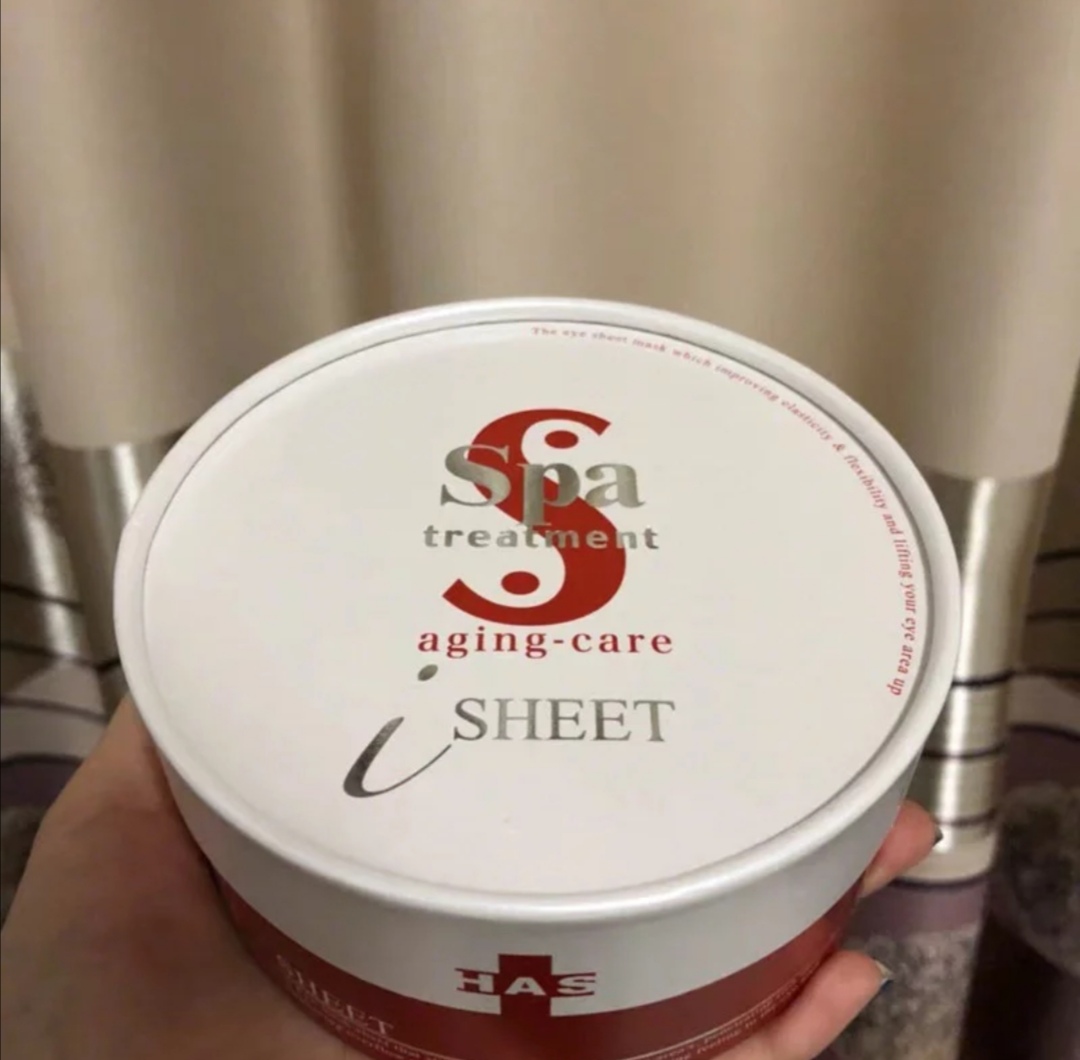 The eye sheet mask which improving elasticity & flexibility and lifting your eye area up
Spa
treatment
aging-care
i SHEET
HAS
SHEET